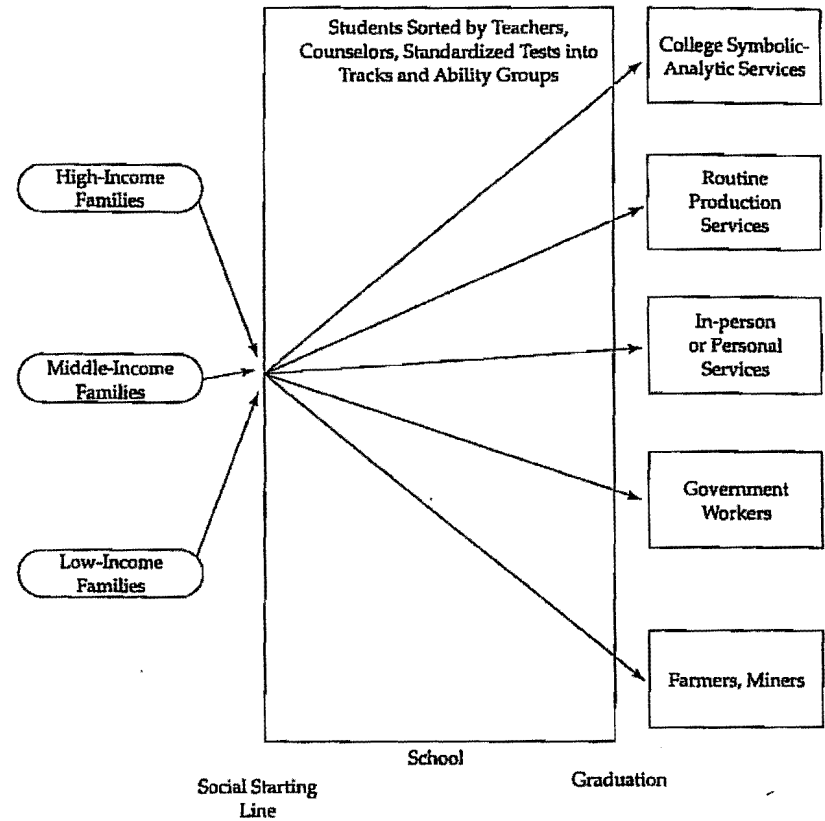 Students Sorted by Teachers,
Counselors, Standardized Tests into
Tracks and Ability Groups
High-Income
Families
Middle-Income
Families
Low-Income
Families
College Symbolic-
Analytic Services
Routine
Production
Services
In-person
or Personal
Services
Government
Workers
Farmers, Miners
School
Social Starting
Line
Graduation